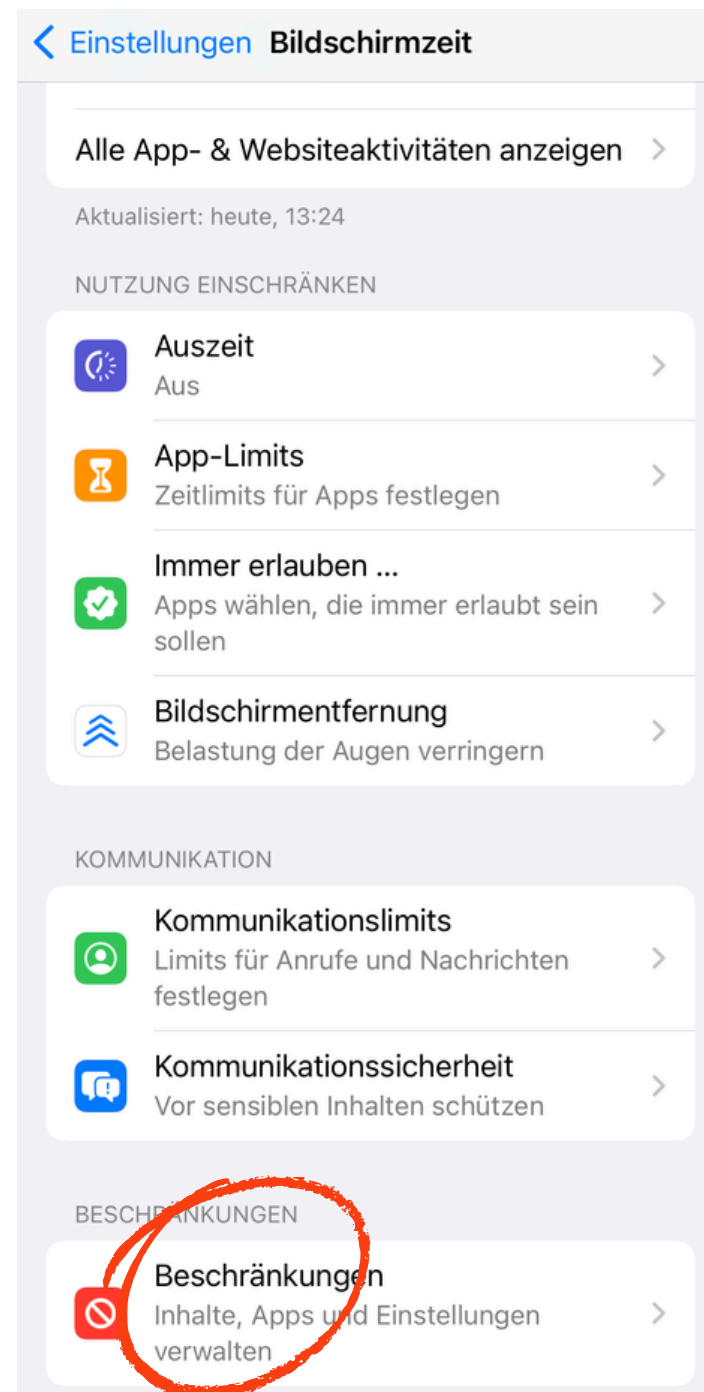 Einstellungen Bildschirmzeit
Alle App- & Websiteaktivitäten anzeigen
Aktualisiert: heute, 13:24
NUTZUNG EINSCHRÄNKEN
Auszeit
Aus
App-Limits
Zeitlimits für Apps festlegen
Immer erlauben ...
Apps wählen, die immer erlaubt sein
sollen
Bildschirmentfernung
Belastung der Augen verringern
KOMMUNIKATION
Kommunikationslimits
Limits für Anrufe und Nachrichten
festlegen
Kommunikationssicherheit
Vor sensiblen Inhalten schützen
BESCHRÄNKUNGEN
Beschränkungen
Inhalte, Apps und Einstellungen
verwalten